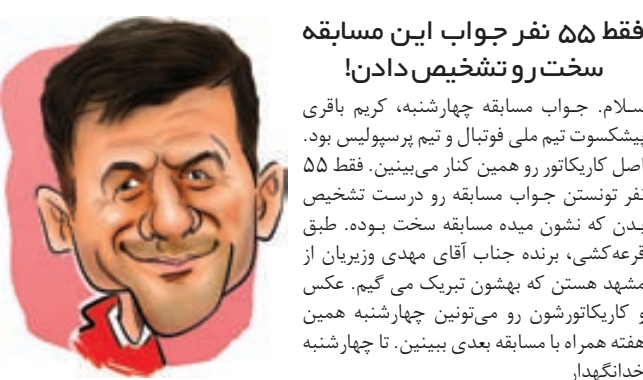 فقط ۵۵ نفر جواب این مسابقه
سخت رو تشخیص دادن!
سلام. جواب مسابقه چهارشنبه، کریم باقری
پیشکسوت تیم ملی فوتبال و تیم پرسپولیس بود.
اصل کاریکاتور رو همین کنار می‌بینین. فقط ۵۵
نفر تونستن جواب مسابقه رو درست تشخیص
بدن که نشون میده مسابقه سخت بوده. طبق
قرعه‌کشی، برنده جناب آقای مهدی وزیریان از
مشهد هستن که بهشون تبریک می گیم. عکس
و کاریکاتورشون رو می‌تونین چهارشنبه همین
هفته همراه با مسابقه بعدی ببینین. تا چهارشنبه
خدانگهدار